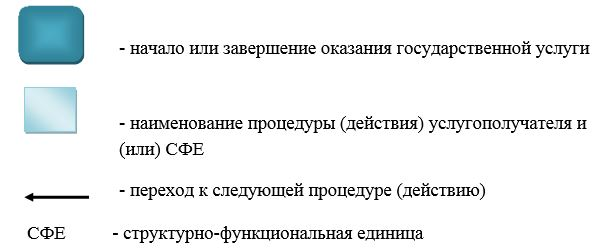 - начало или завершение оказания государственной услуги
- наименование процедуры (действия) услугополучателя и
(или) СФЕ
- переход к следующей процедуре (действию)
СФЕ - структурно-функциональная единица